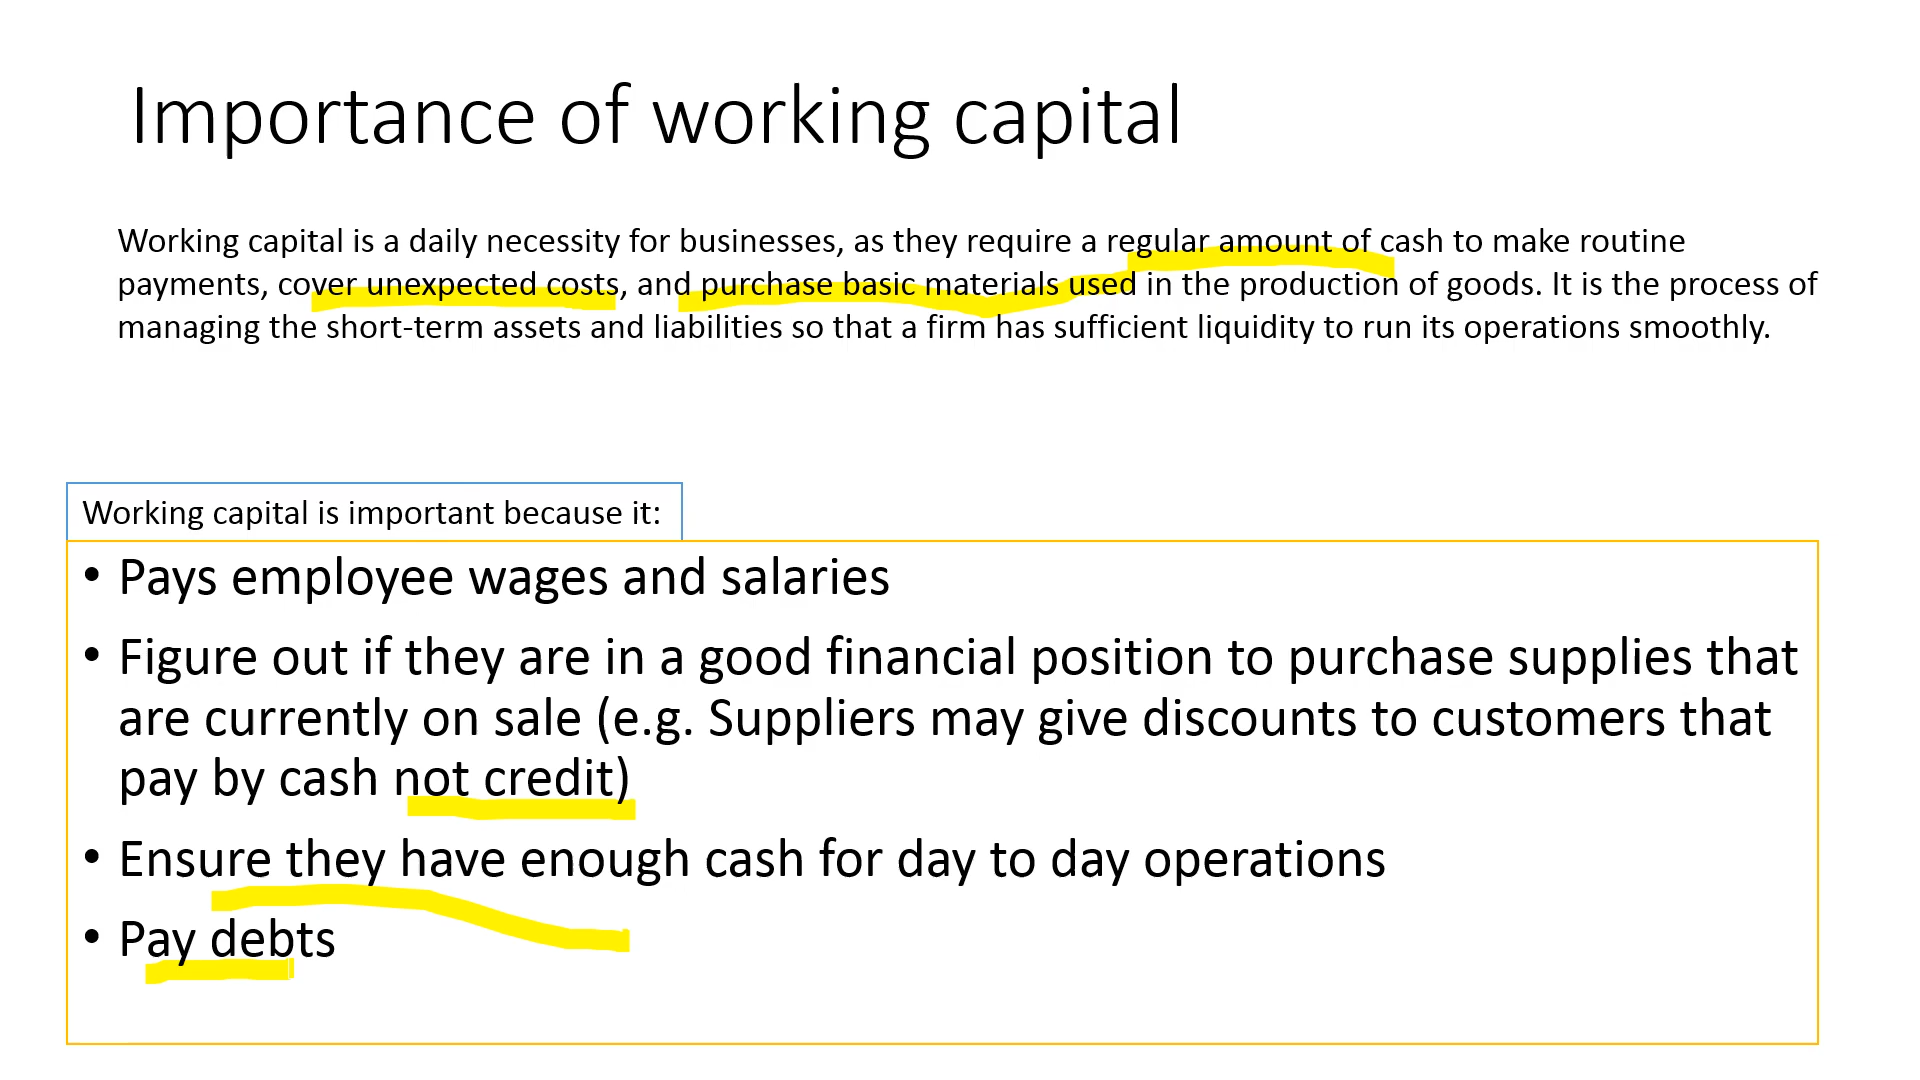 Importance of working capital
Working capital is a daily necessity for businesses, as they require a regular amount of cash to make routine
payments, cover unexpected costs, and purchase basic materials used in the production of goods. It is the process of
managing the short-term assets and liabilities so that a firm has sufficient liquidity to run its operations smoothly.
Working capital is important because it:
• Pays employee wages and salaries
• Figure out if they are in a good financial position to purchase supplies that
are currently on sale (e.g. Suppliers may give discounts to customers that
pay by cash not credit)
• Ensure they have enough cash for day to day operations
• Pay debts